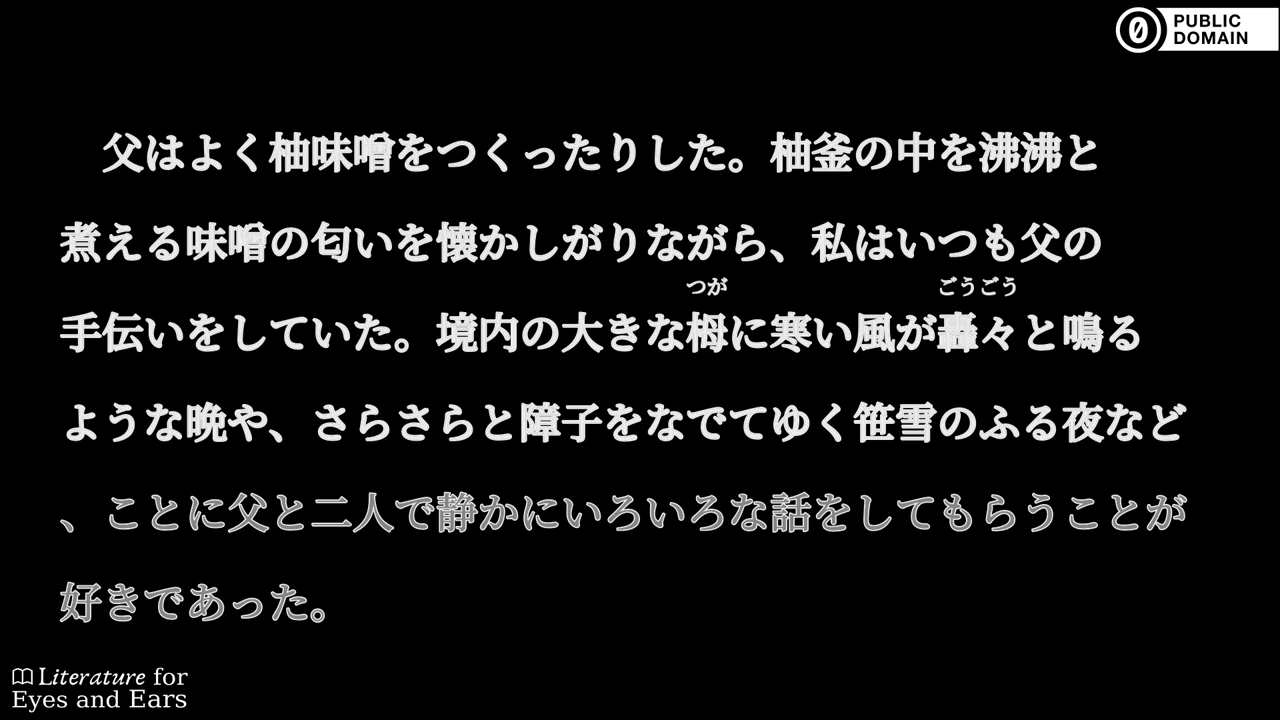 PUBLIC
DOMAIN
父はよく柚味噌をつくったりした。柚釜の中を沸沸と
煮える味噌の匂いを懐かしがりながら、私はいつも父の
つが ごうごう
手伝いをしていた。境内の大きな栂に寒い風が轟々と鳴る
ような晩や、さらさらと障子をなでてゆく笹雪のふる夜など
、ことに父と二人で静かにいろいろな話をしてもらうことが
好きであった。
Literature for
Eyes and Ears